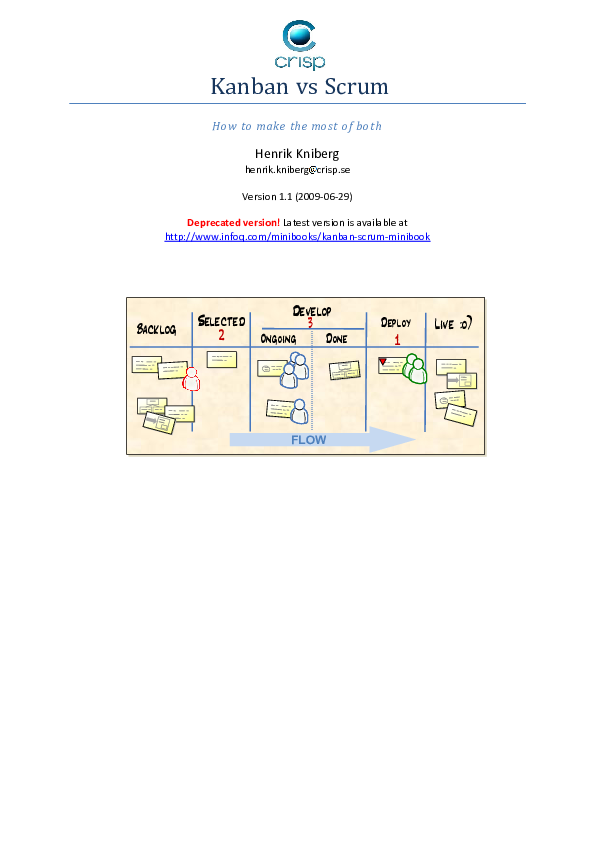 crisp
Kanban vs Scrum
How to make the most of both
Henrik Kniberg
henrik.kniberg@crisp.se
Version 1.1 (2009-06-29)
Deprecated version! Latest version is available at
http://www.infoq.com/minibooks/kanban-scrum-minibook
BACKLOG
SELECTED
2
DEVELOP
3
ONGOING
DONE
DEPLOY
1
LIVE :o)
FLOW